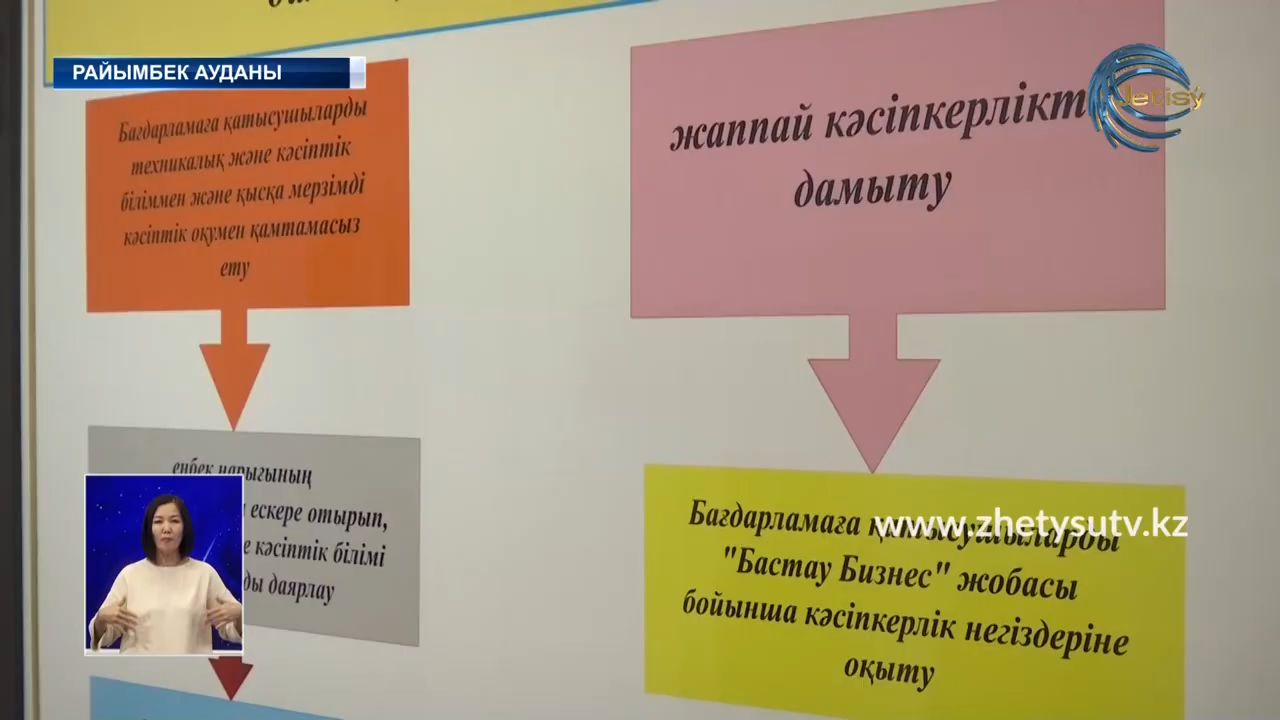 РАЙЫМБЕК АУДАНЫ
Jetisý
Бағдарламаға қатысушыларды
техникалық және кәсіптік
біліммен және қысқа мерзімді
кәсіптік оқумен қамтамасыз
ету
жаппай кәсіпкерлікт
дамыту
еңбек нарығының
ескере отырып,
кәсіптік білімі
даярлау
www.zhetysutv.kz
Бағдарламаға қатысушыларды
"Бастау Бизнес" жобасы
бойынша кәсіпкерлік негіздеріне
оқыту